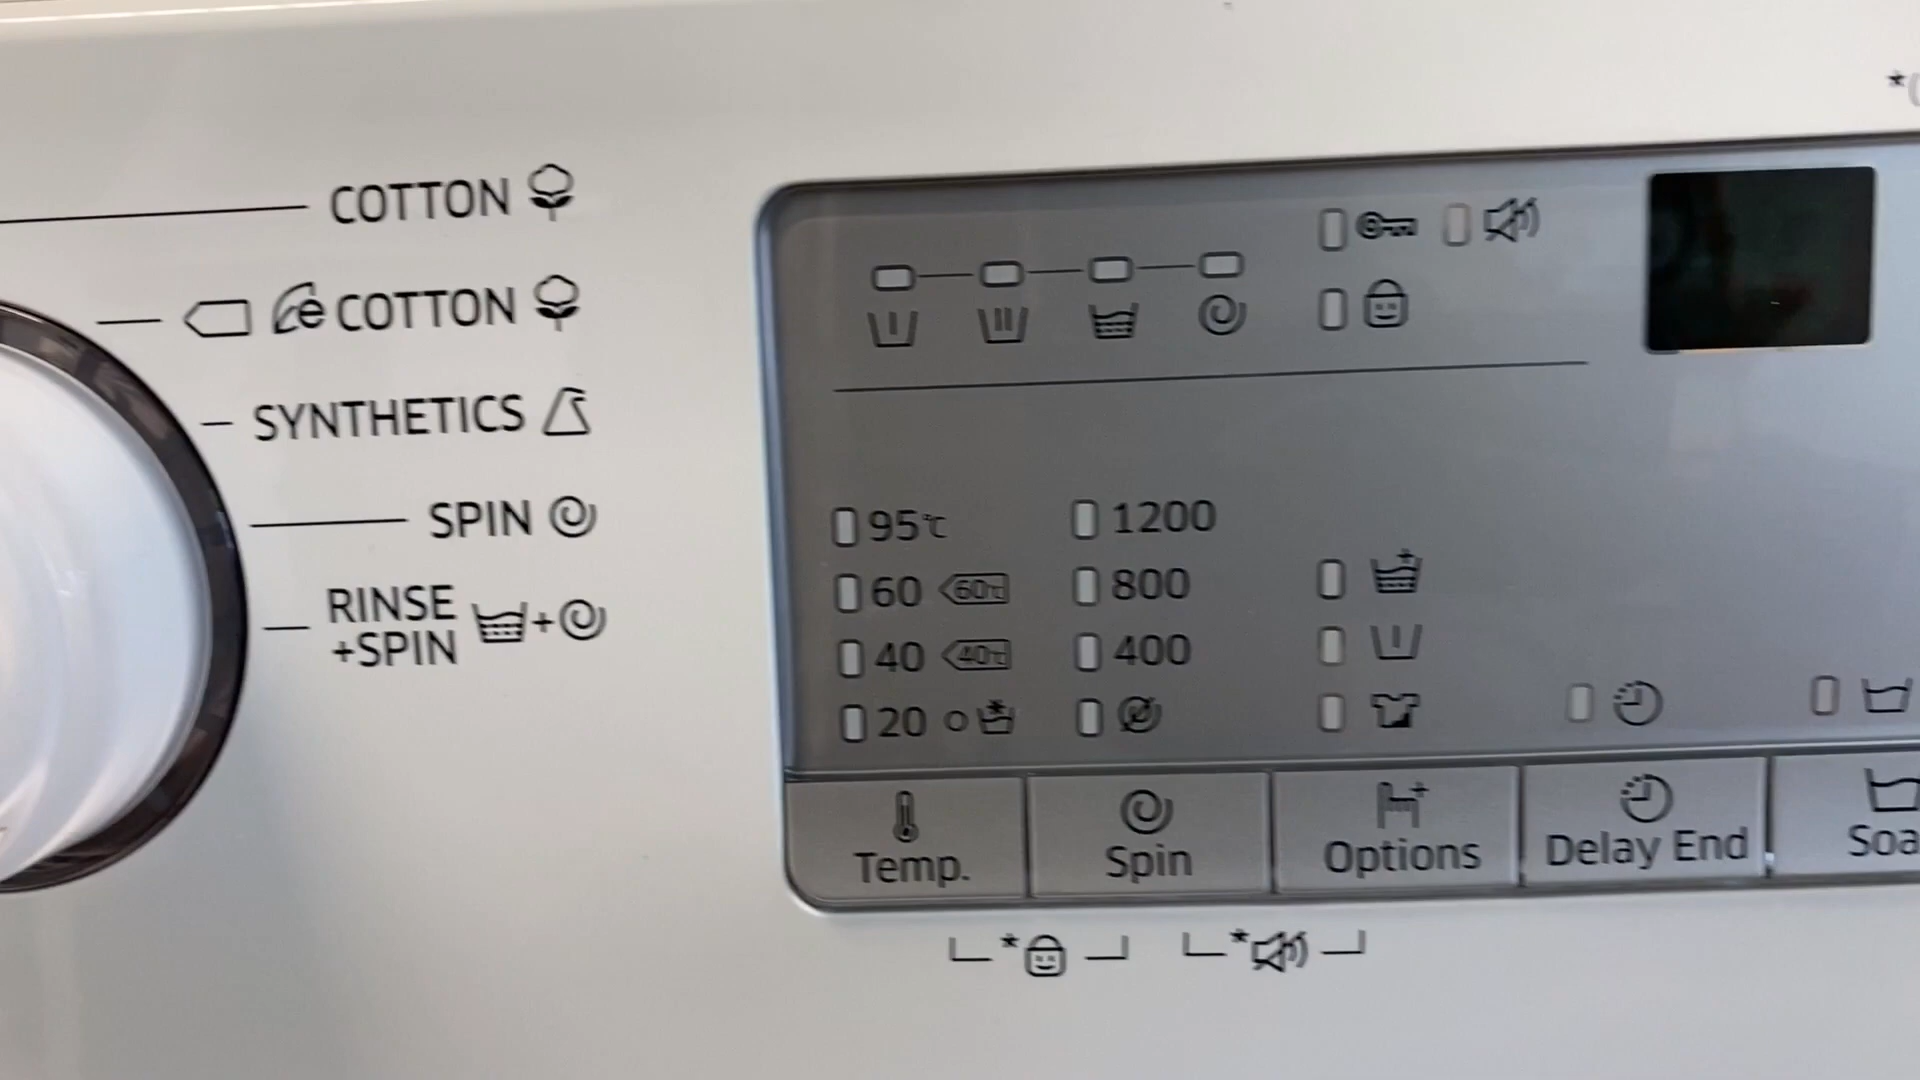 COTTON
e COTTON
SYNTHETICS
SPIN
RINSE
+SPIN
+
95℃
60 60℃
40 40℃
20
1200
800
400
Temp.
Spin
Options
Delay End
Soa
*
*
*